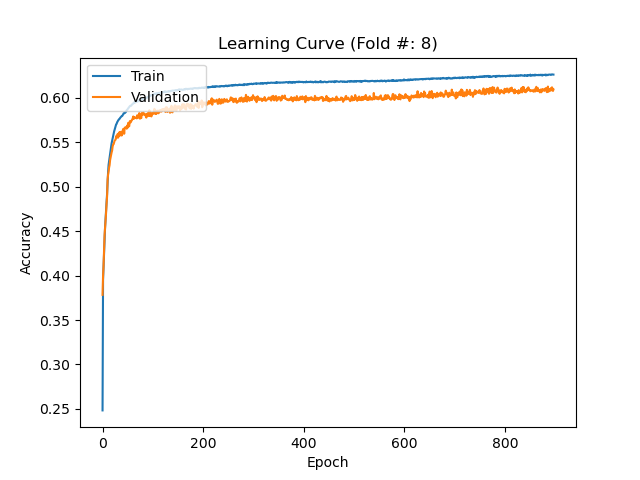 Learning Curve (Fold #: 8)
Train
Validation
0.60
0.55
0.50
0.45
0.40
0.35
0.30
0.25
Accuracy
0 200 400 600 800
Epoch